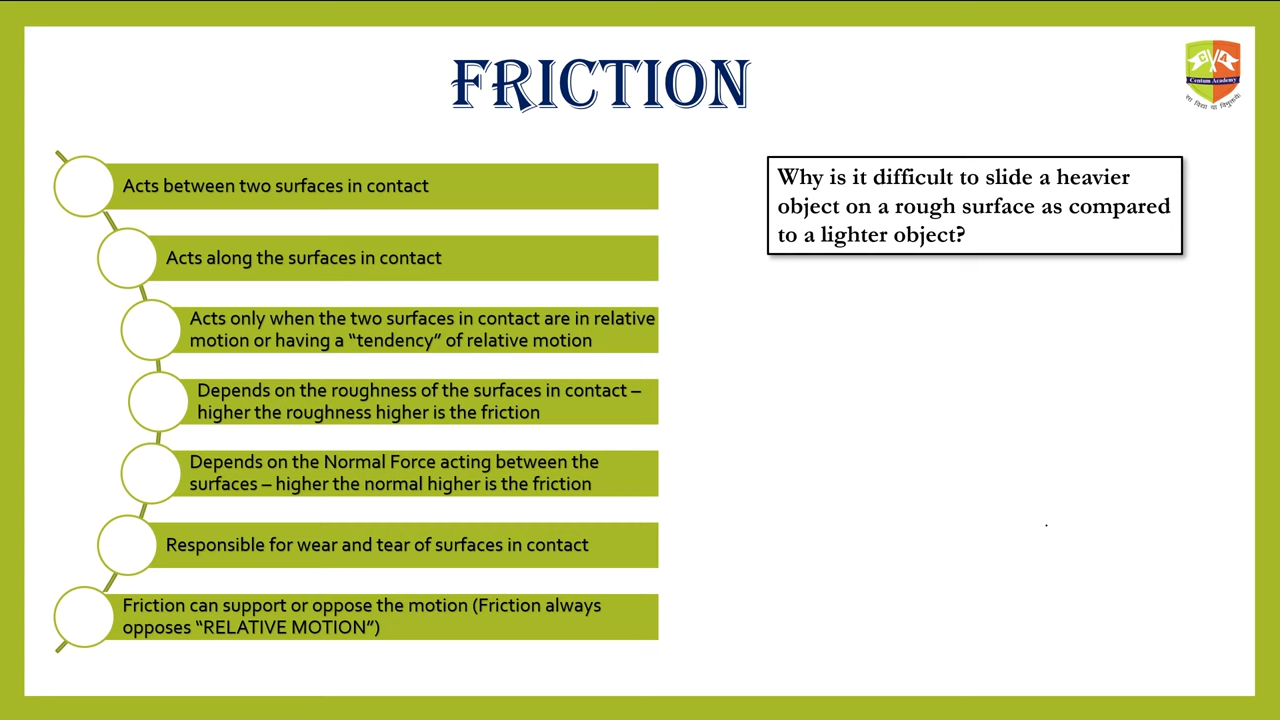 FRICTION
Centum Academy
सा विद्या या विमुक्तये
Acts between two surfaces in contact
Acts along the surfaces in contact
Acts only when the two surfaces in contact are in relative
motion or having a “tendency” of relative motion
Depends on the roughness of the surfaces in contact –
higher the roughness higher is the friction
Depends on the Normal Force acting between the
surfaces – higher the normal higher is the friction
Responsible for wear and tear of surfaces in contact
Friction can support or oppose the motion (Friction always
opposes “RELATIVE MOTION”)
Why is it difficult to slide a heavier
object on a rough surface as compared
to a lighter object?